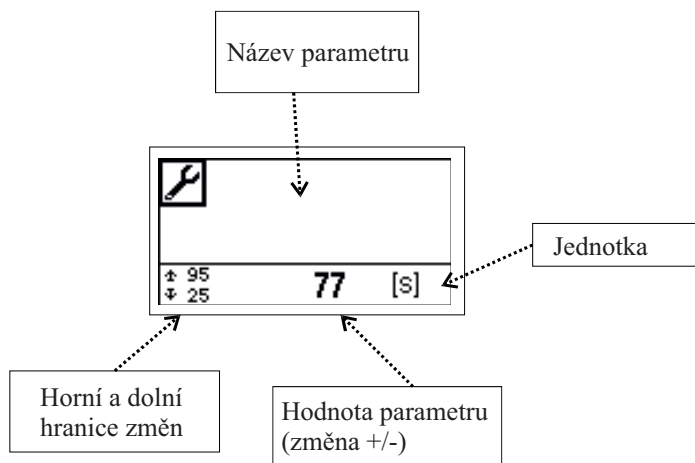 Název parametru
95
25
77
[s]
Jednotka
Horní a dolní
hranice změn
Hodnota parametru
(změna +/-)